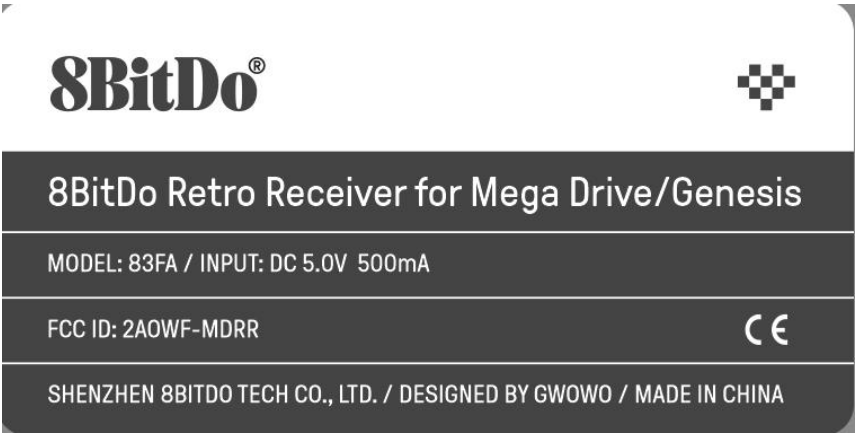 8BitDo®
8BitDo Retro Receiver for Mega Drive/Genesis
MODEL: 83FA / INPUT: DC 5.0V 500mA
FCC ID: 2AOWF-MDRR
CE
SHENZHEN 8BITDO TECH CO., LTD. / DESIGNED BY GWOWO / MADE IN CHINA